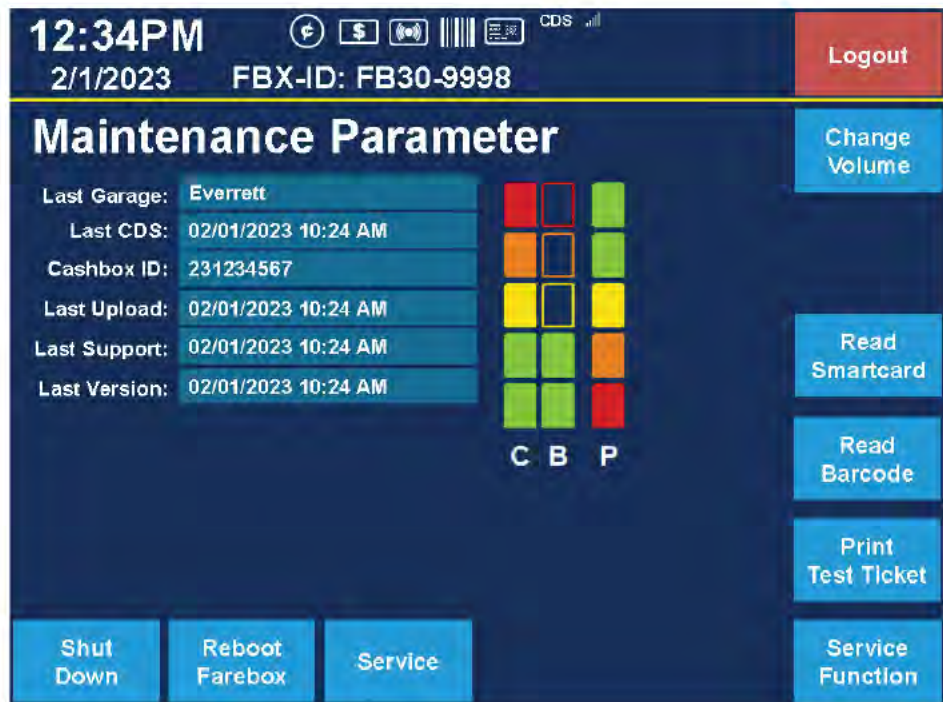 12:34PM
CDS
Logout
2/1/2023 FBX-ID: FB30-9998
Maintenance Parameter
Change
Volume
Last Garage: Everrett
Last CDS: 02/01/2023 10:24 AM
Cashbox ID: 231234567
Last Upload: 02/01/2023 10:24 AM
Last Support: 02/01/2023 10:24 AM
Last Version: 02/01/2023 10:24 AM
C B P
Read
Smartcard
Read
Barcode
Print
Test Ticket
Shut
Down
Reboot
Farebox
Service
Service
Function